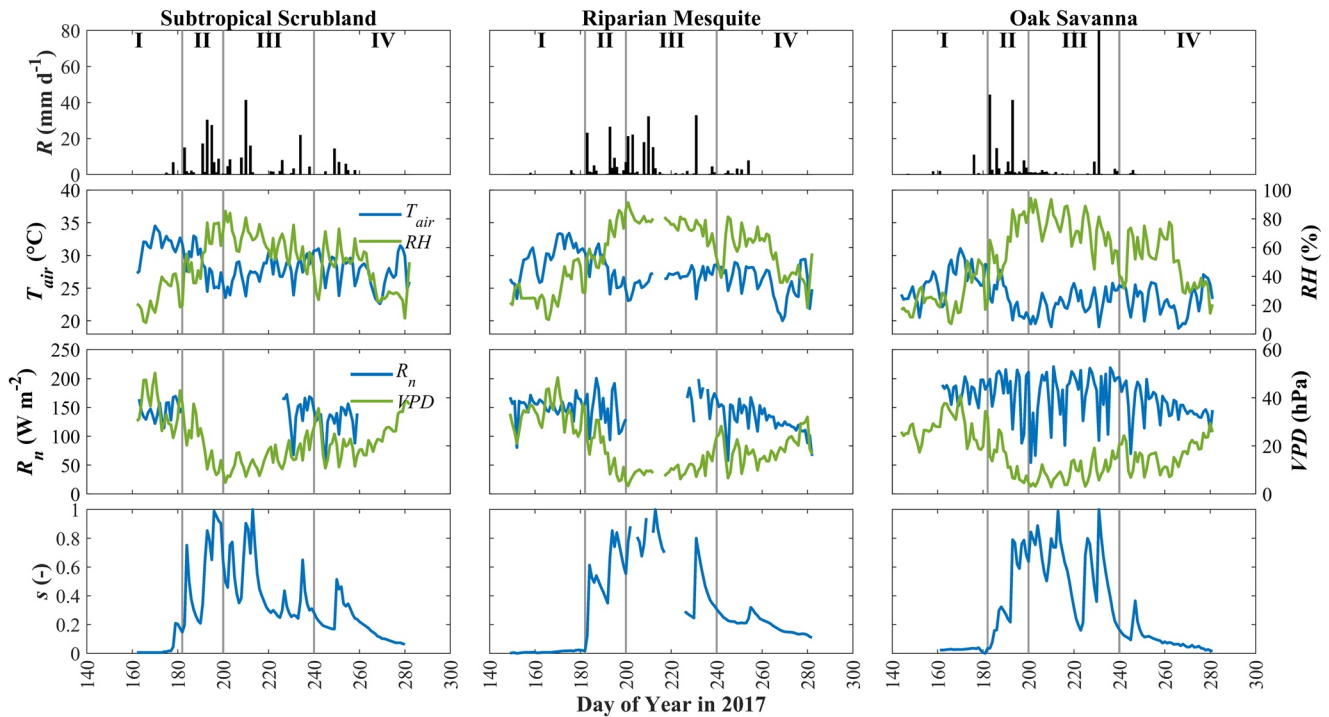 Subtropical Scrubland Riparian Mesquite Oak Savanna
I II III IV I II III IV I II III IV
R (mm d-1)
80
60
40
20
0
Tair (°C)
40
35
30
25
20
Tair
RH
RH (%)
100
80
60
40
20
0
Rn (W m-2)
250
200
150
100
50
0
Rn
VPD
VPD (hPa)
60
40
20
0
s (-)
1
0.8
0.6
0.4
0.2
0
140 160 180 200 220 240 260 280 300 140 160 180 200 220 240 260 280 300 140 160 180 200 220 240 260 280 300
Day of Year in 2017